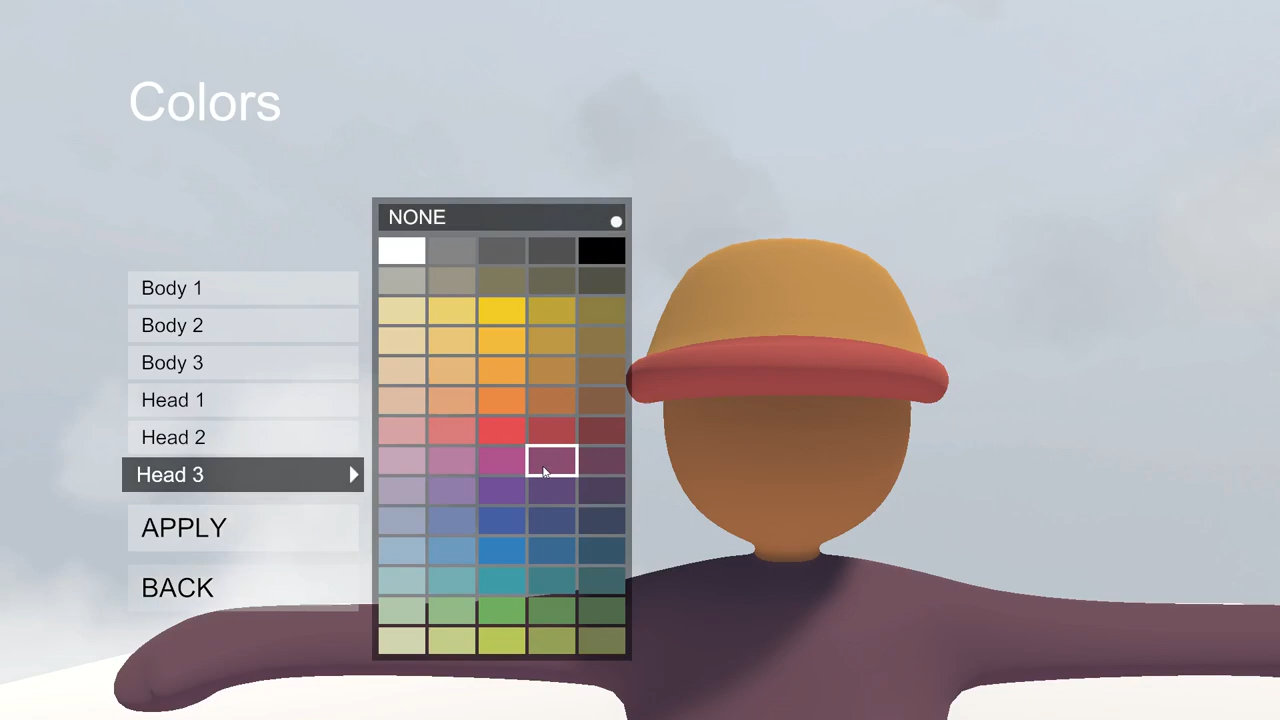 Colors
NONE
Body 1
Body 2
Body 3
Head 1
Head 2
Head 3
APPLY
BACK